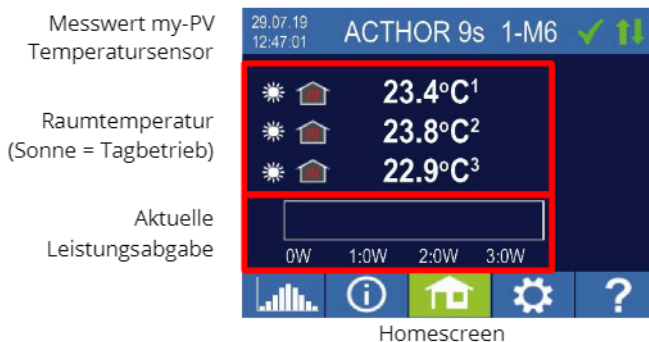 Messwert my-PV
Temperatursensor
Raumtemperatur
(Sonne = Tagbetrieb)
Aktuelle
Leistungsabgabe
29.07.19
12:47:01
ACTHOR 9s 1-M6
23.4°C¹
23.8°C²
22.9°C³
0W 1:0W 2:0W 3:0W
?
Homescreen